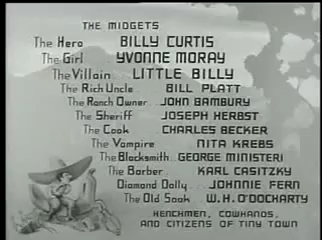 THE MIDGETS
The Hero BILLY CURTIS
The Girl YVONNE MORAY
The Villain LITTLE BILLY
The Rich Uncle BILL PLATT
The Ranch Owner JOHN BAMBURY
The Sheriff JOSEPH HERBST
The Cook CHARLES BECKER
The Vampire NITA KREBS
The Blacksmith GEORGE MINISTERI
The Barber KARL CASITZKY
Diamond Dolly JOHNNIE FERN
The Old Soak W.H. O'DOCHARTY
HENCHMEN, COWHANDS,
AND CITIZENS OF TINY TOWN